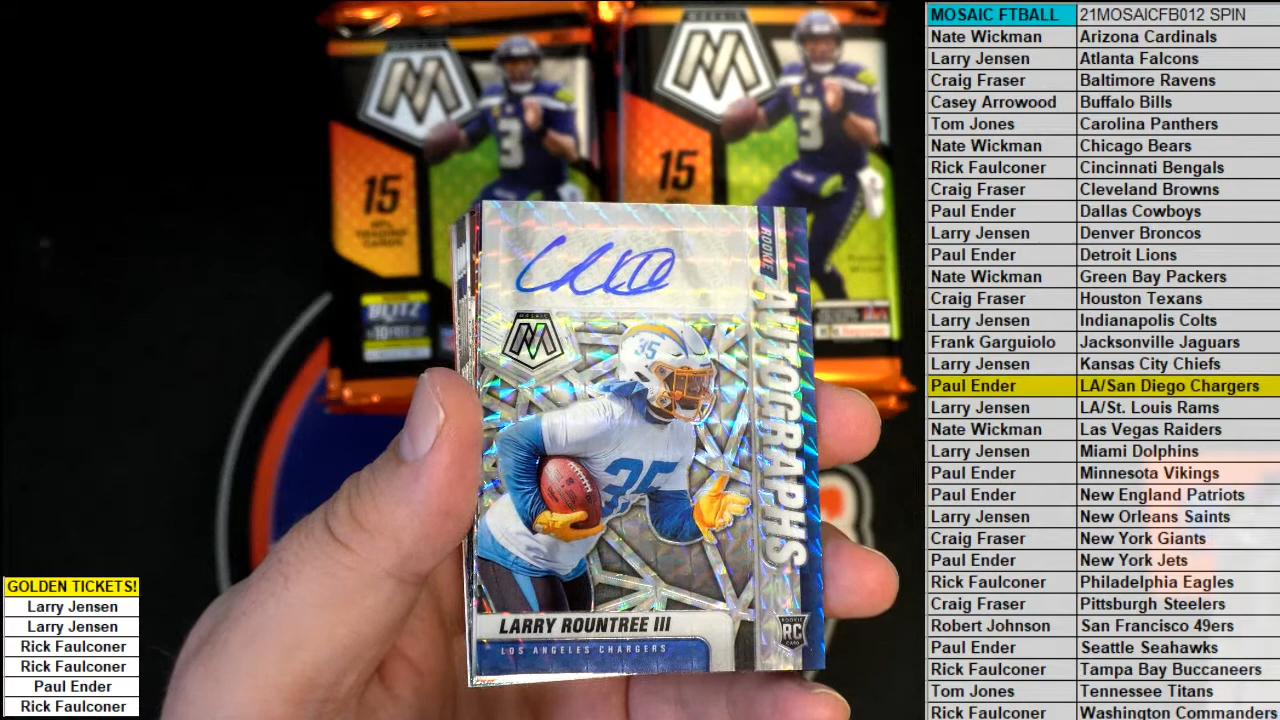 MOSAIC FTBALL 21MOSAICFB012 SPIN
Nate Wickman Arizona Cardinals
Larry Jensen Atlanta Falcons
Craig Fraser Baltimore Ravens
Casey Arrowood Buffalo Bills
Tom Jones Carolina Panthers
Nate Wickman Chicago Bears
Rick Faulconer Cincinnati Bengals
Craig Fraser Cleveland Browns
Paul Ender Dallas Cowboys
Larry Jensen Denver Broncos
Paul Ender Detroit Lions
Nate Wickman Green Bay Packers
Craig Fraser Houston Texans
Larry Jensen Indianapolis Colts
Frank Garguiolo Jacksonville Jaguars
Larry Jensen Kansas City Chiefs
Paul Ender LA/San Diego Chargers
Larry Jensen LA/St. Louis Rams
Nate Wickman Las Vegas Raiders
Larry Jensen Miami Dolphins
Paul Ender Minnesota Vikings
Paul Ender New England Patriots
Larry Jensen New Orleans Saints
Craig Fraser New York Giants
Paul Ender New York Jets
Rick Faulconer Philadelphia Eagles
Craig Fraser Pittsburgh Steelers
Robert Johnson San Francisco 49ers
Paul Ender Seattle Seahawks
Rick Faulconer Tampa Bay Buccaneers
Tom Jones Tennessee Titans
Rick Faulconer Washington Commanders
GOLDEN TICKETS!
Larry Jensen
Larry Jensen
Rick Faulconer
Rick Faulconer
Paul Ender
Rick Faulconer
15
NFL
TRADING
CARDS
BLITZ
3
15
3
ROOKIE
AUTOGRAPHS
MOSAIC
M
35
35
LARRY ROUNTREE III
LOS ANGELES CHARGERS
ROOKIE
RC
CARD